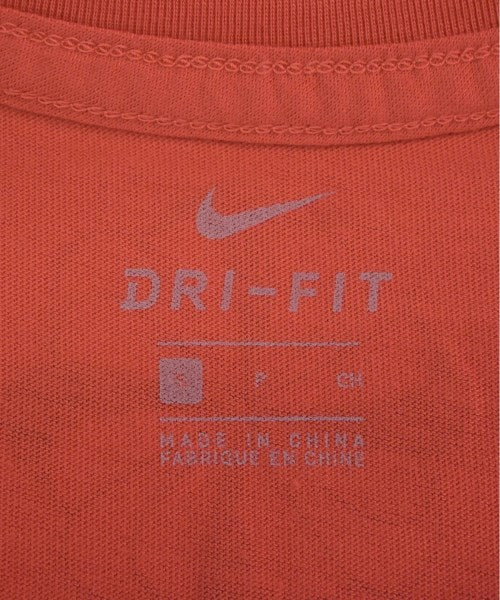 DRI-FIT
S P CH
MADE IN CHINA
FABRIQUE EN CHINE